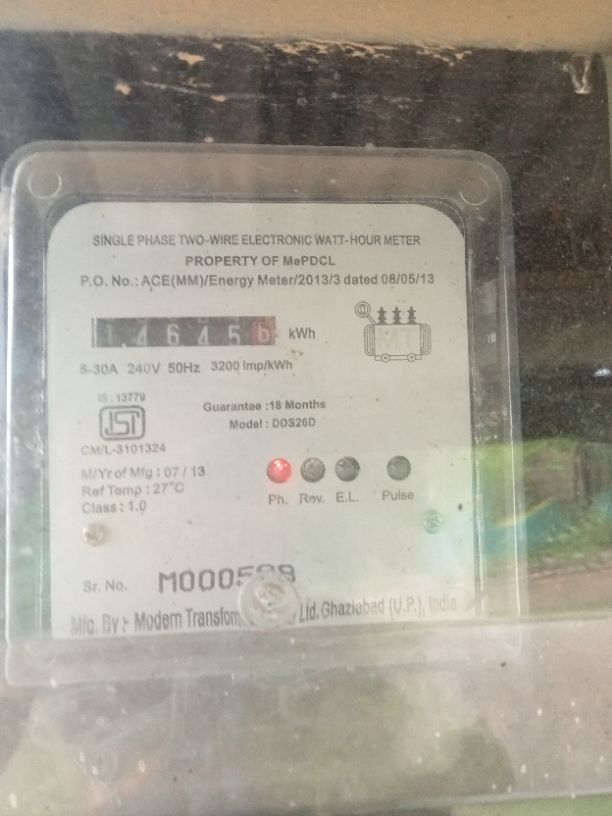 SINGLE PHASE TWO-WIRE ELECTRONIC WATT-HOUR METER
PROPERTY OF MePDCL
P.O. No.: ACE(MM)/Energy Meter/2013/3 dated 08/05/13
1 4 6 4 5 6 kWh
MT
5-30A 240V 50Hz 3200 Imp/kWh
IS : 13779
ISI
CM/L-3101324
Guarantee :18 Months
Model : DDS26D
M/Yr of Mfg : 07 / 13
Ref Temp : 27°C
Class : 1.0
Ph. Rev. E.L. Pulse
Sr. No.
Mfg. By :- Modern Ltd. Ghaziabad (U.P.), India